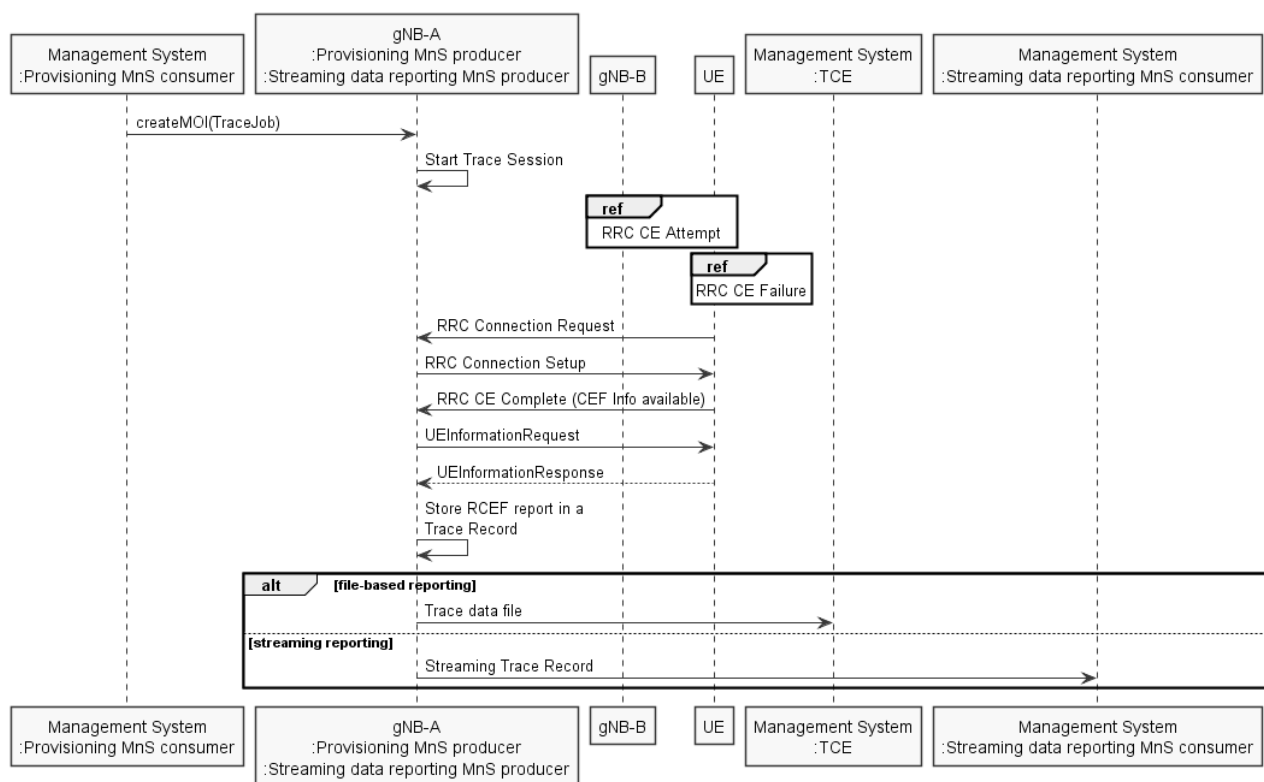 Management System
:Provisioning MnS consumer
gNB-A
:Provisioning MnS producer
:Streaming data reporting MnS producer
gNB-B
UE
Management System
:TCE
Management System
:Streaming data reporting MnS consumer
createMOI(TraceJob)
Start Trace Session
ref
RRC CE Attempt
ref
RRC CE Failure
RRC Connection Request
RRC Connection Setup
RRC CE Complete (CEF Info available)
UEInformationRequest
UEInformationResponse
Store RCEF report in a
Trace Record
alt
[file-based reporting]
Trace data file
[streaming reporting]
Streaming Trace Record
Management System
:Provisioning MnS consumer
gNB-A
:Provisioning MnS producer
:Streaming data reporting MnS producer
gNB-B
UE
Management System
:TCE
Management System
:Streaming data reporting MnS consumer